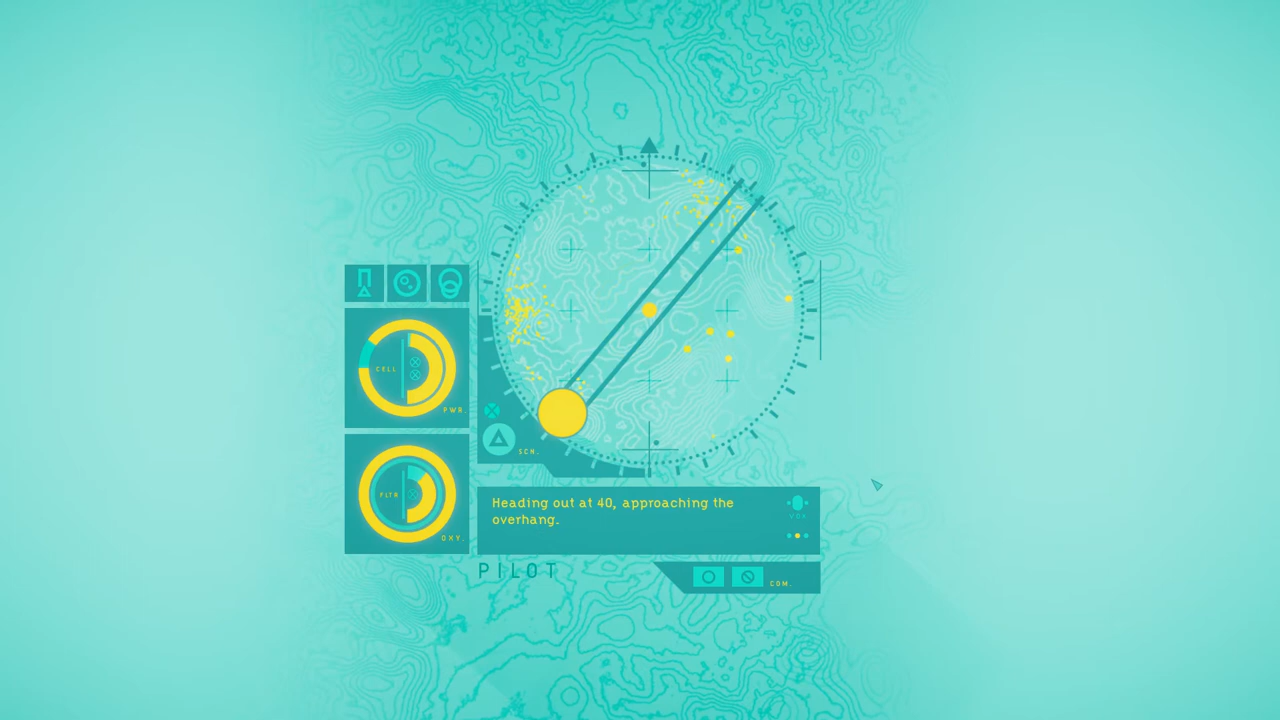 CELL
PWR.
PLTR
OXY.
SCN.
Heading out at 40, approaching the
overhang.
VOX
PILOT
COM.